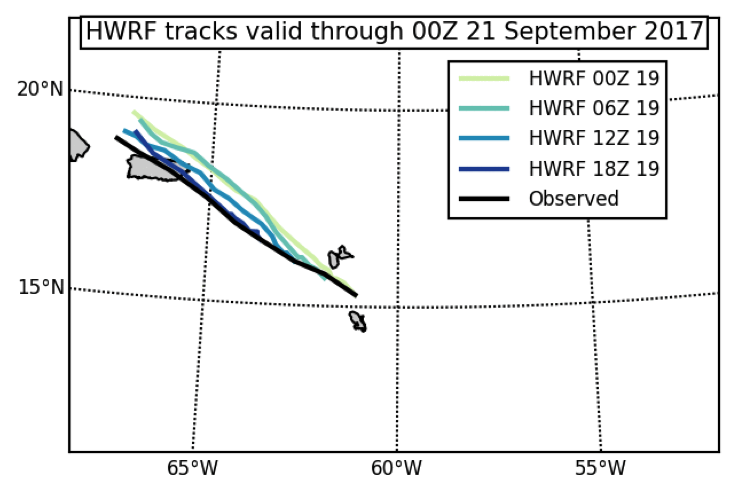 HWRF tracks valid through 00Z 21 September 2017
20°N
15°N
HWRF 00Z 19
HWRF 06Z 19
HWRF 12Z 19
HWRF 18Z 19
Observed
65°W
60°W
55°W